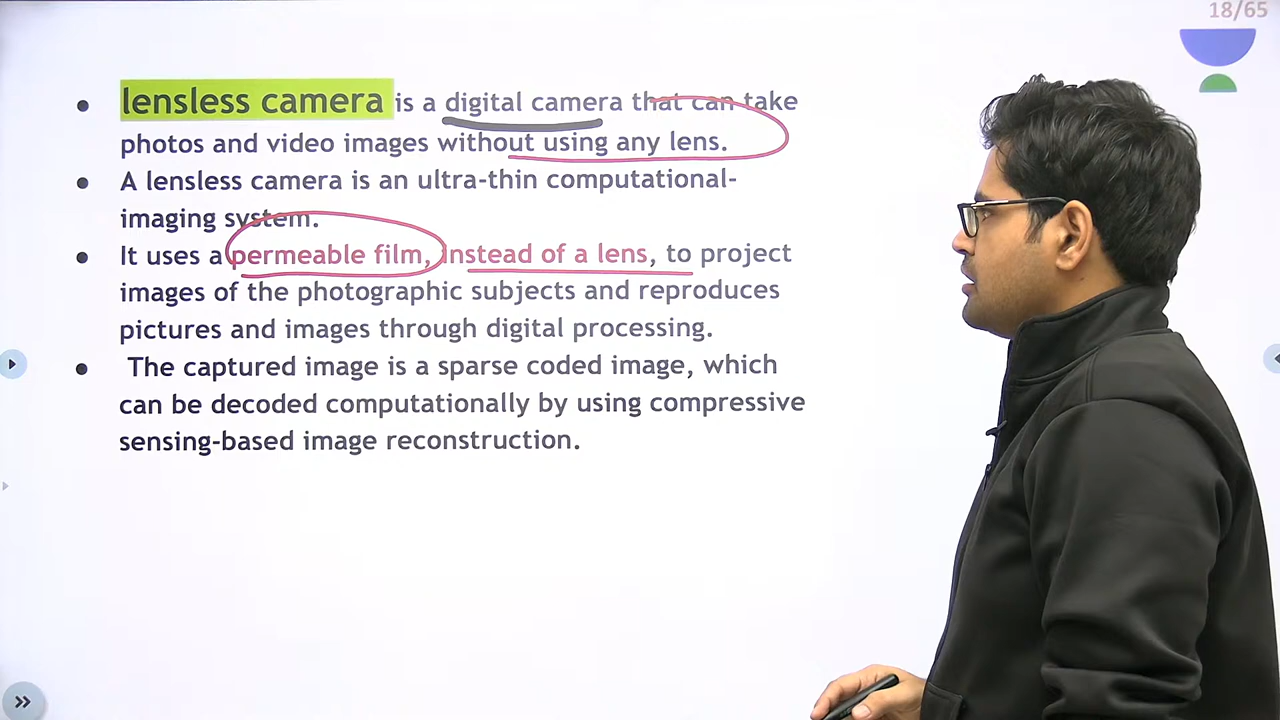 18/65
lensless camera is a digital camera that can take
photos and video images without using any lens.
A lensless camera is an ultra-thin computational-
imaging system.
It uses a permeable film, instead of a lens, to project
images of the photographic subjects and reproduces
pictures and images through digital processing.
The captured image is a sparse coded image, which
can be decoded computationally by using compressive
sensing-based image reconstruction.